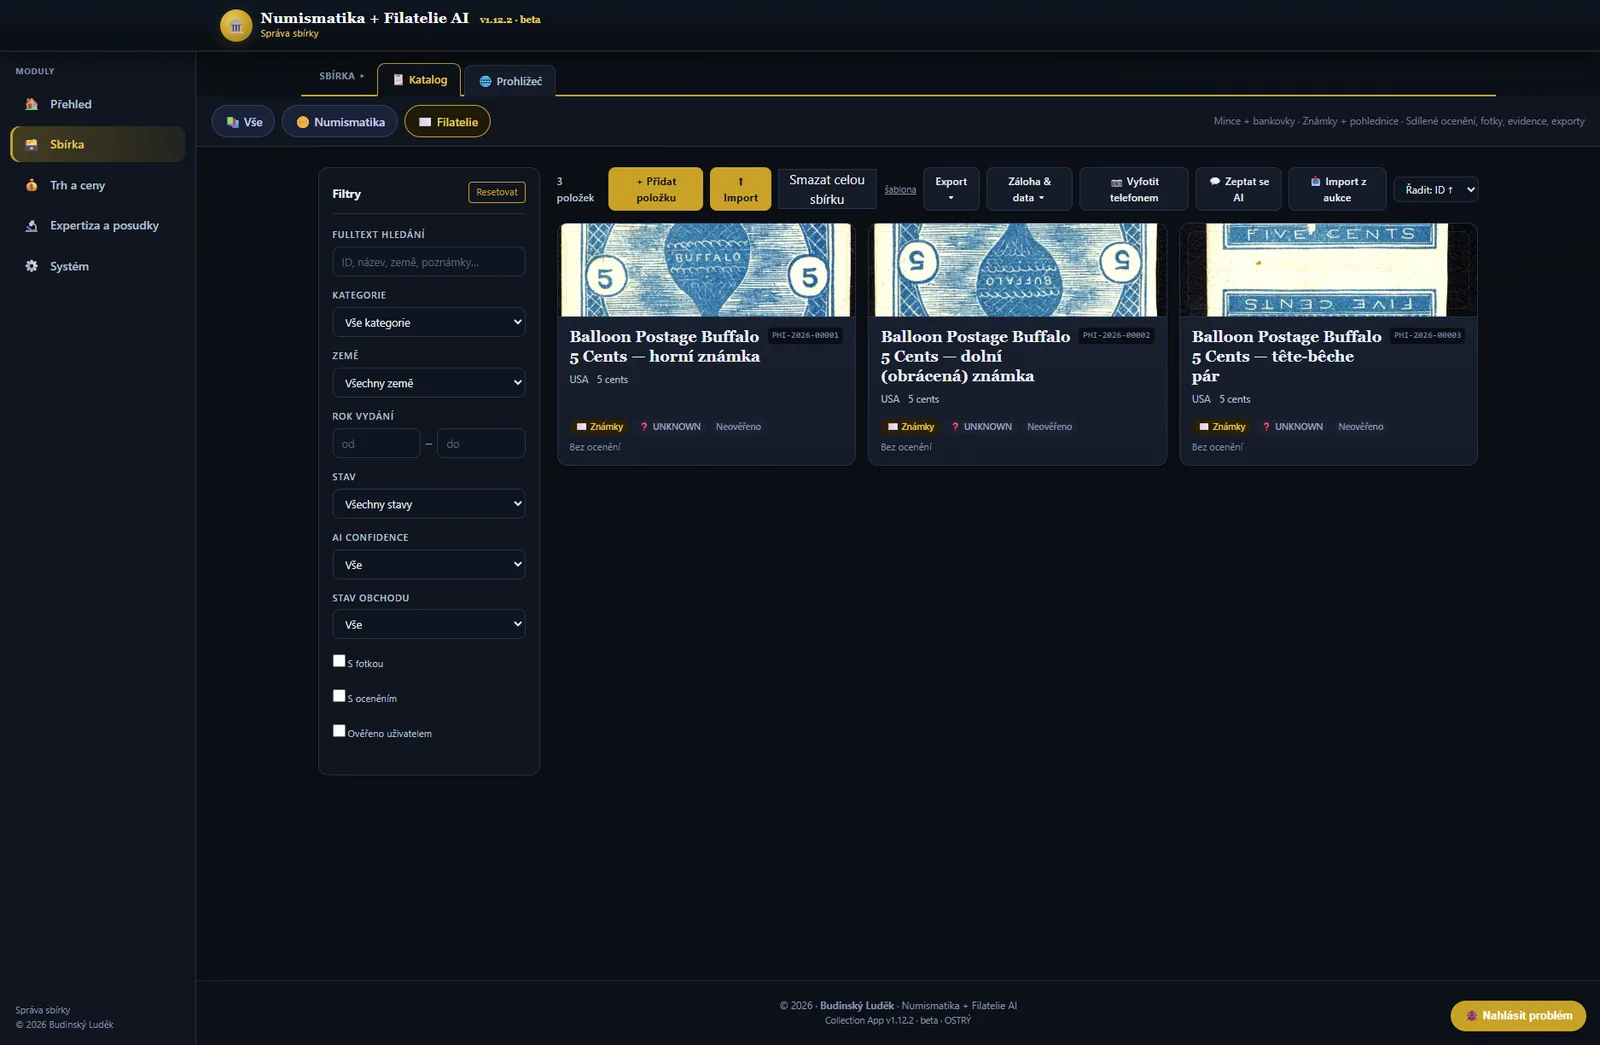 Numismatika + Filatelie AI v1.12.2 · beta
Správa sbírky
MODULY
Přehled
Sbírka
Trh a ceny
Expertiza a posudky
Systém
SBÍRKA ▸
Katalog
Prohlížeč
Vše
Numismatika
Filatelie
Mince + bankovky · Známky + pohlednice · Sdílené ocenění, fotky, evidence, exporty
Filtry
Resetovat
FULLTEXT HLEDÁNÍ
ID, název, země, poznámky...
KATEGORIE
Vše kategorie
ZEMĚ
Všechny země
ROK VYDÁNÍ
od – do
STAV
Všechny stavy
AI CONFIDENCE
Vše
STAV OBCHODU
Vše
S fotkou
S oceněním
Ověřeno uživatelem
3
položek
+ Přidat
položku
↑
Import
Smazat celou
sbírku
šablona
Export
▾
Záloha &
data ▾
Vyfotit
telefonem
Zeptat se
AI
Import z
aukce
Řadit: ID ↑
BUFFALO
5 5
Balloon Postage Buffalo
5 Cents — horní známka
PHI-2026-00001
USA 5 cents
Známky
❓ UNKNOWN
Neověřeno
Bez ocenění
5 5
BUFFALO
Balloon Postage Buffalo
5 Cents — dolní
(obrácená) známka
PHI-2026-00002
USA 5 cents
Známky
❓ UNKNOWN
Neověřeno
Bez ocenění
FIVE CENTS
FIVE CENTS
Balloon Postage Buffalo
5 Cents — tête-bêche
pár
PHI-2026-00003
USA 5 cents
Známky
❓ UNKNOWN
Neověřeno
Bez ocenění
Správa sbírky
© 2026 Budínský Luděk
© 2026 · Budínský Luděk · Numismatika + Filatelie AI
Collection App v1.12.2 · beta · OSTRÝ
Nahlásit problém